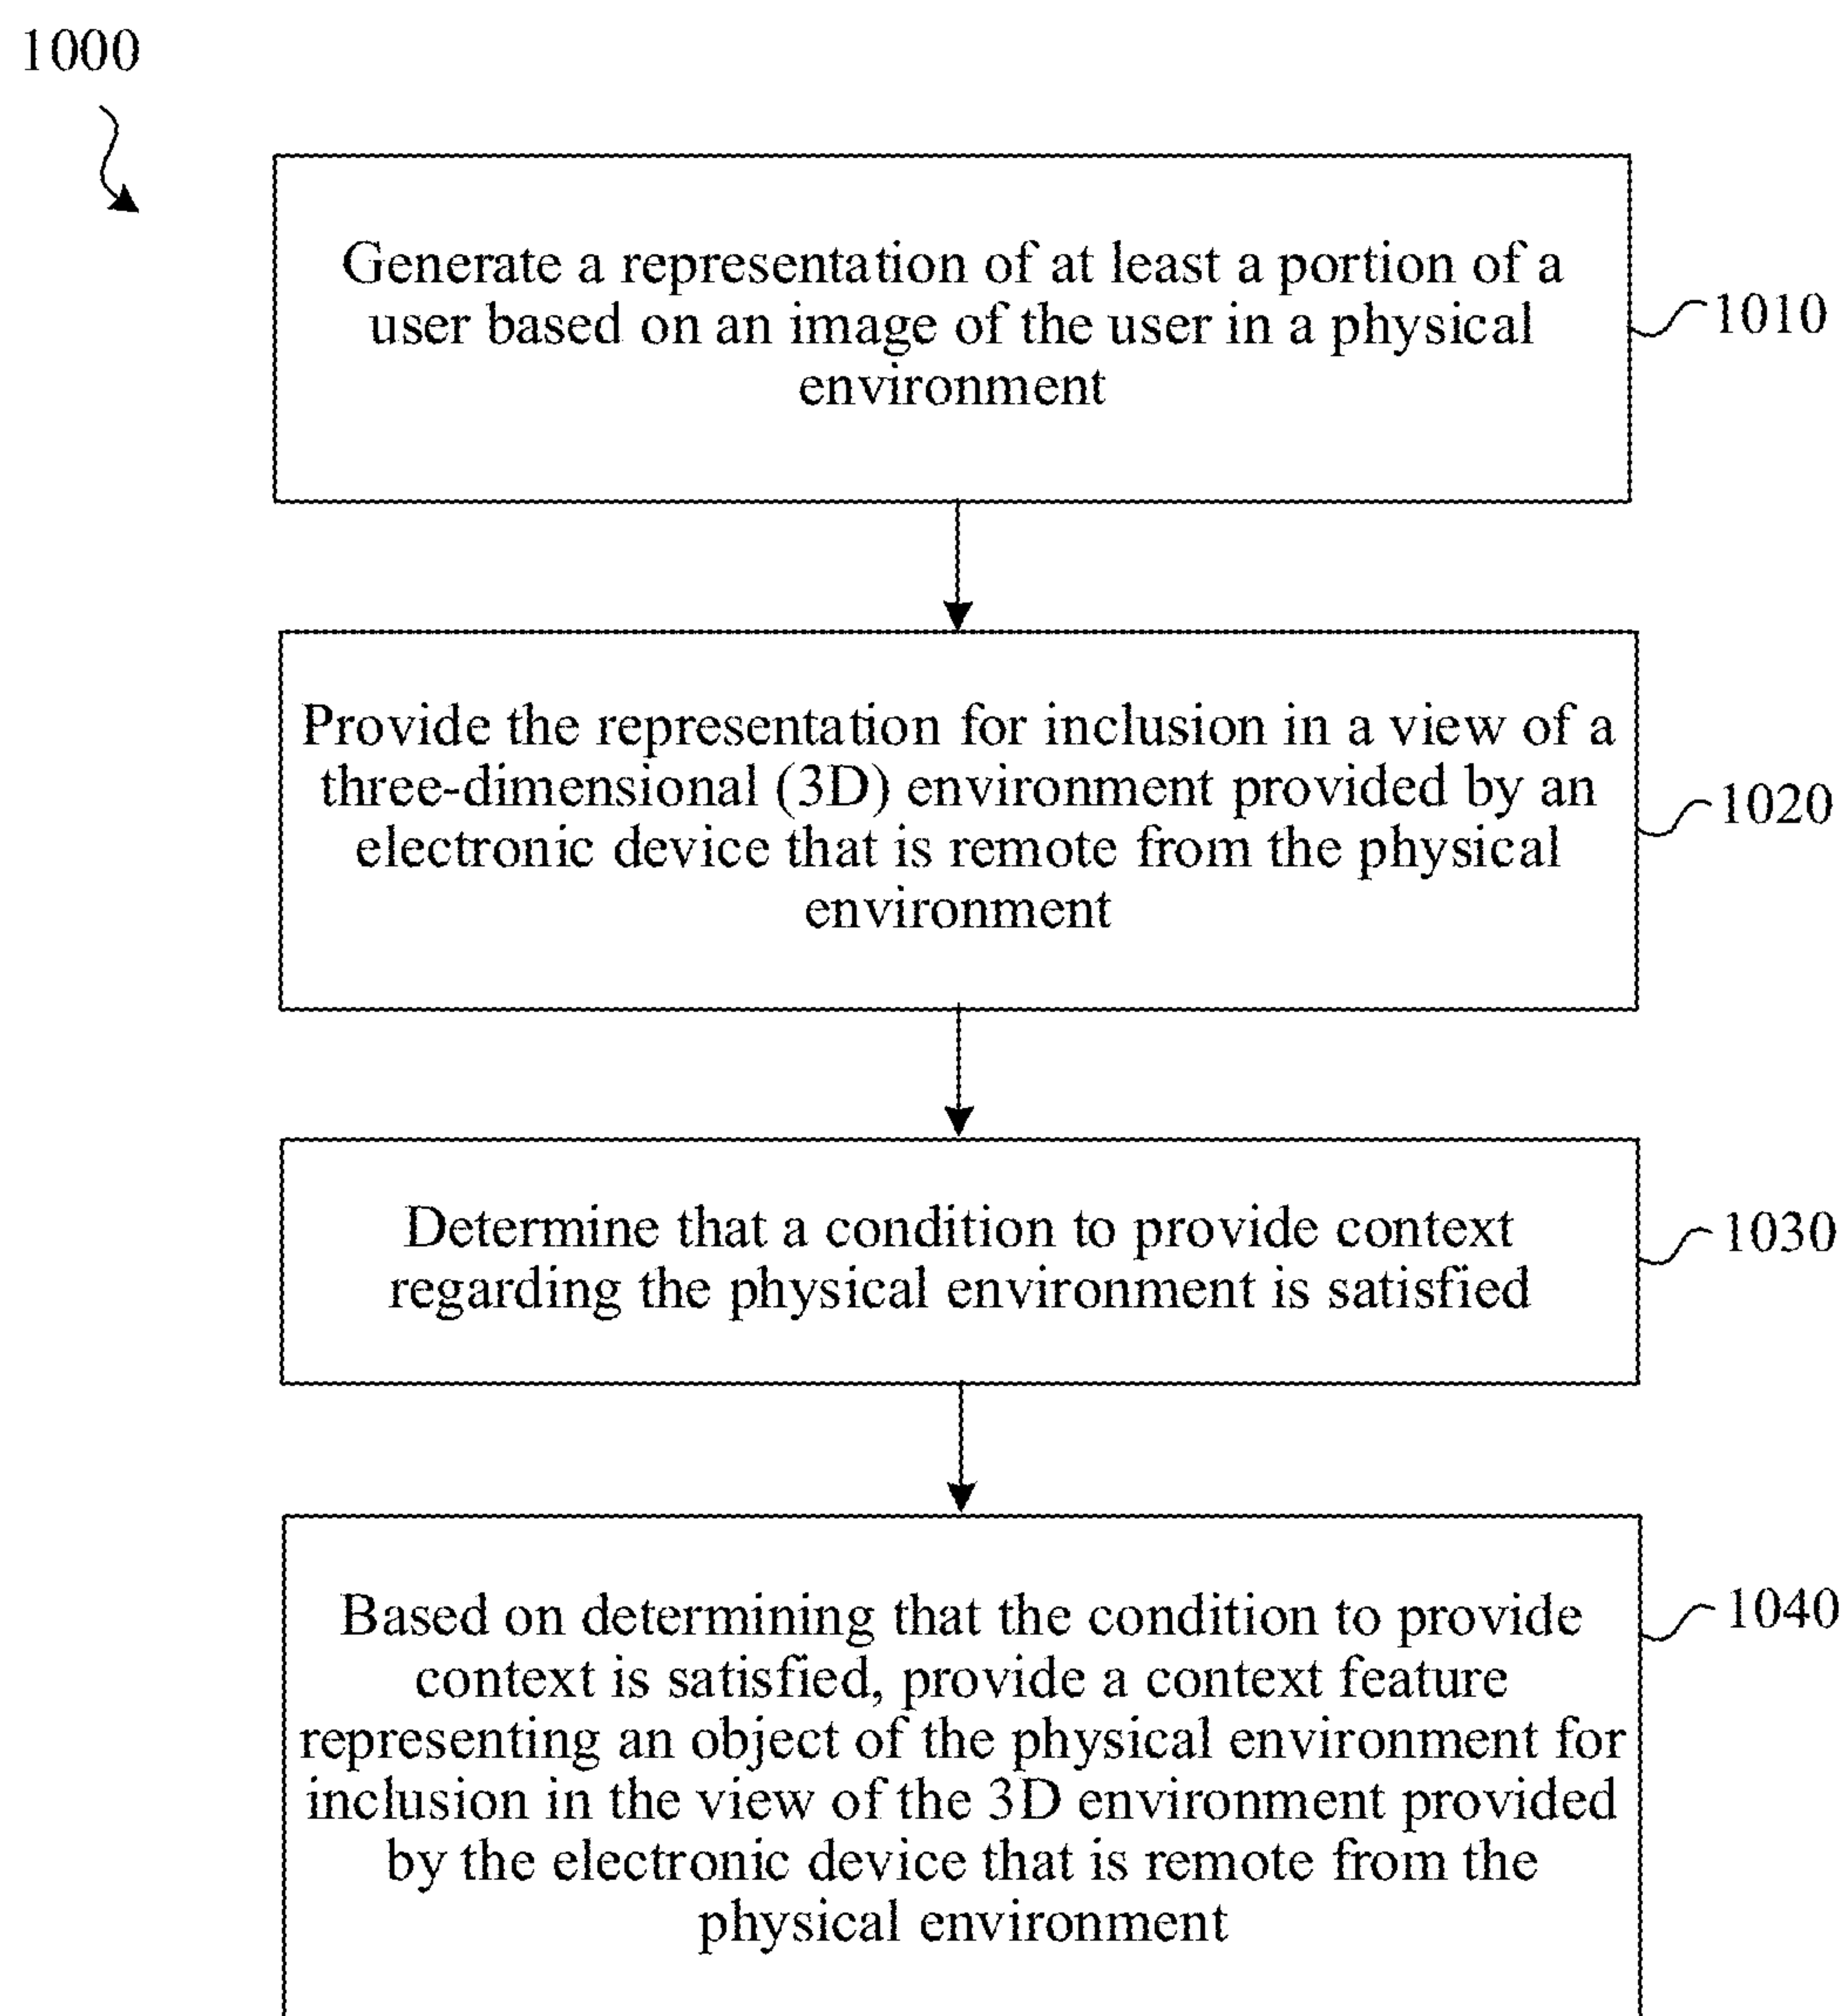 1000
Generate a representation of at least a portion of a
user based on an image of the user in a physical
environment
1010
Provide the representation for inclusion in a view of a
three-dimensional (3D) environment provided by an
electronic device that is remote from the physical
environment
1020
Determine that a condition to provide context
regarding the physical environment is satisfied
1030
Based on determining that the condition to provide
context is satisfied, provide a context feature
representing an object of the physical environment for
inclusion in the view of the 3D environment provided
by the electronic device that is remote from the
physical environment
1040